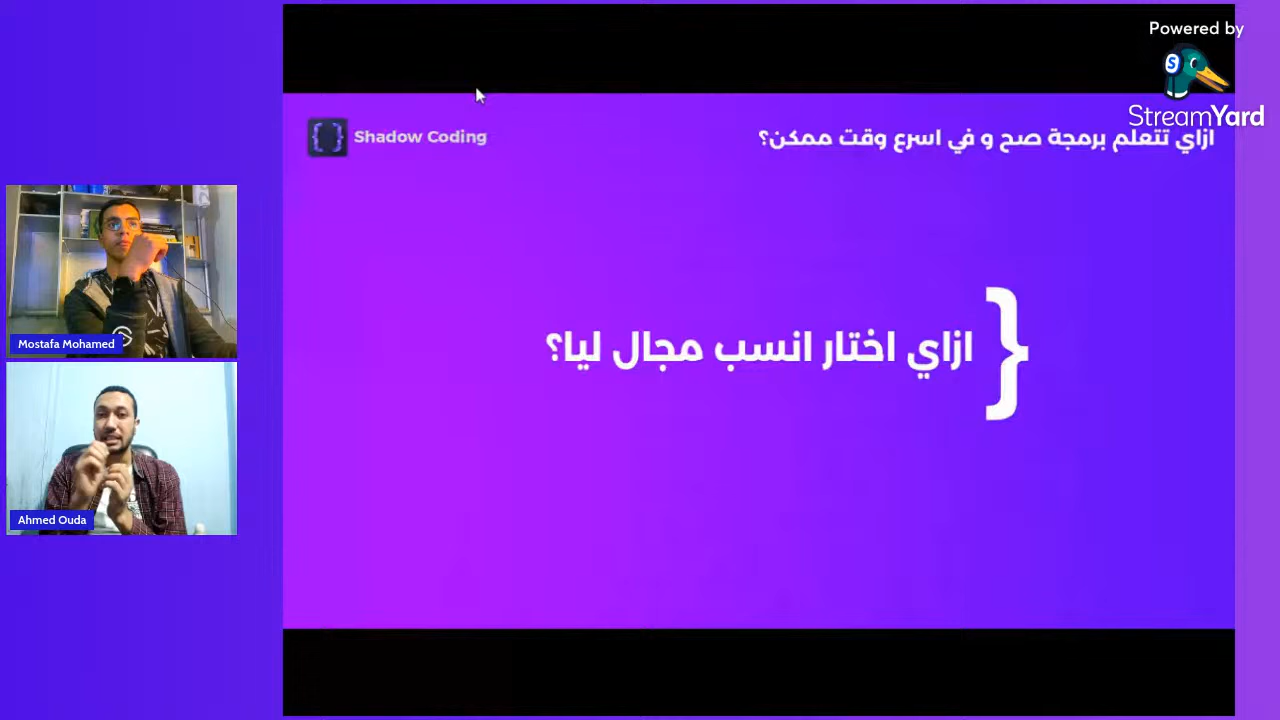 Powered by
S
StreamYard
{ } Shadow Coding
ازاي تتعلم برمجة صح و في اسرع وقت ممكن؟
{ ازاي اختار انسب مجال ليا؟
Mostafa Mohamed
Ahmed Ouda